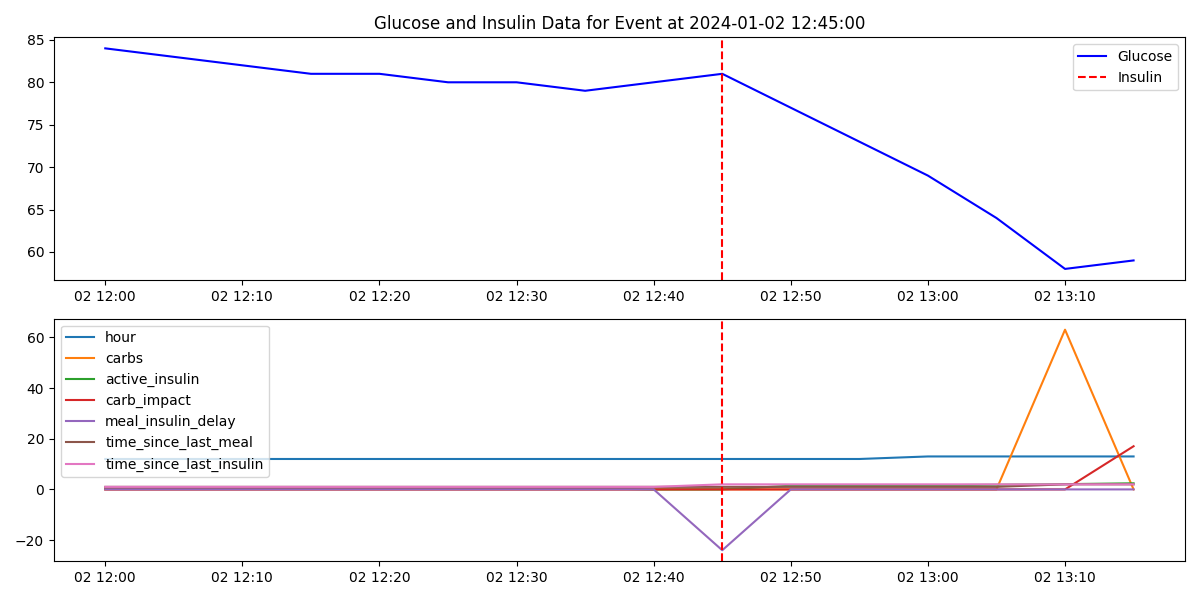 Glucose and Insulin Data for Event at 2024-01-02 12:45:00
85
80
75
70
65
60
Glucose
Insulin
02 12:00 02 12:10 02 12:20 02 12:30 02 12:40 02 12:50 02 13:00 02 13:10
60
40
20
0
−20
hour
carbs
active_insulin
carb_impact
meal_insulin_delay
time_since_last_meal
time_since_last_insulin
02 12:00 02 12:10 02 12:20 02 12:30 02 12:40 02 12:50 02 13:00 02 13:10